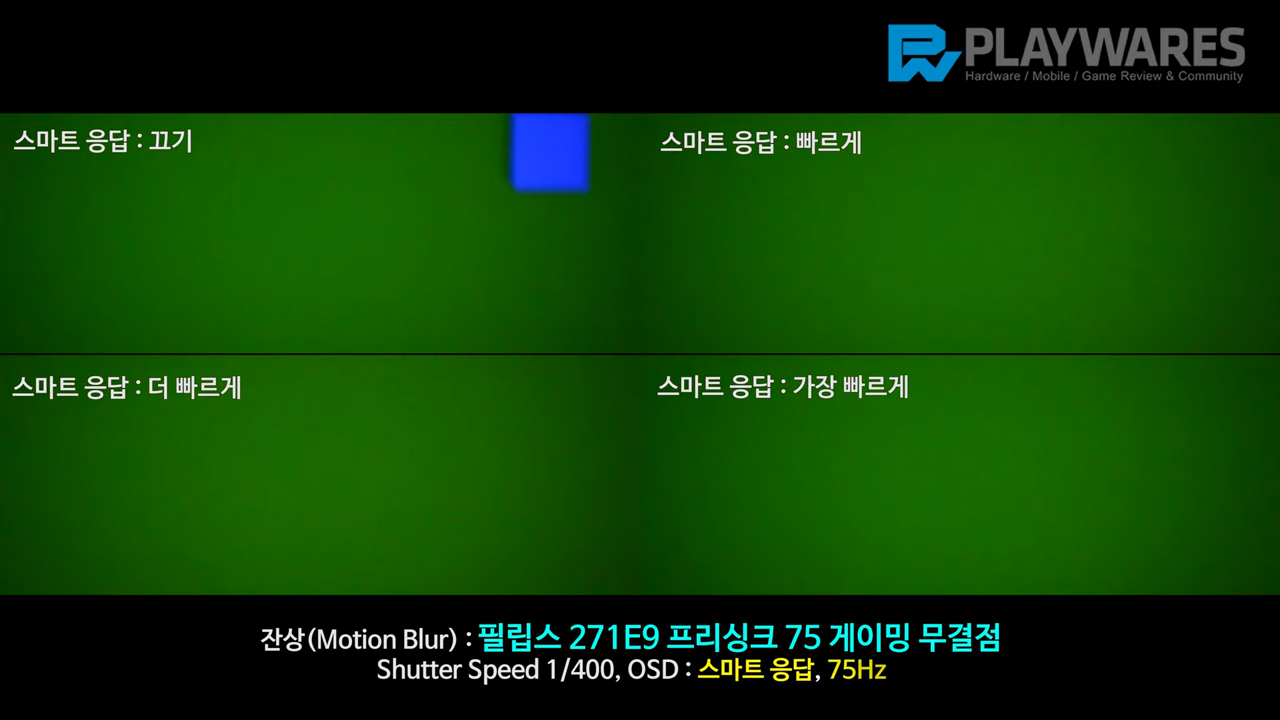 PLAYWARES
Hardware / Mobile / Game Review & Community
스마트 응답 : 끄기
스마트 응답 : 빠르게
스마트 응답 : 더 빠르게
스마트 응답 : 가장 빠르게
잔상(Motion Blur) : 필립스 271E9 프리싱크 75 게이밍 무결점
Shutter Speed 1/400, OSD : 스마트 응답, 75Hz